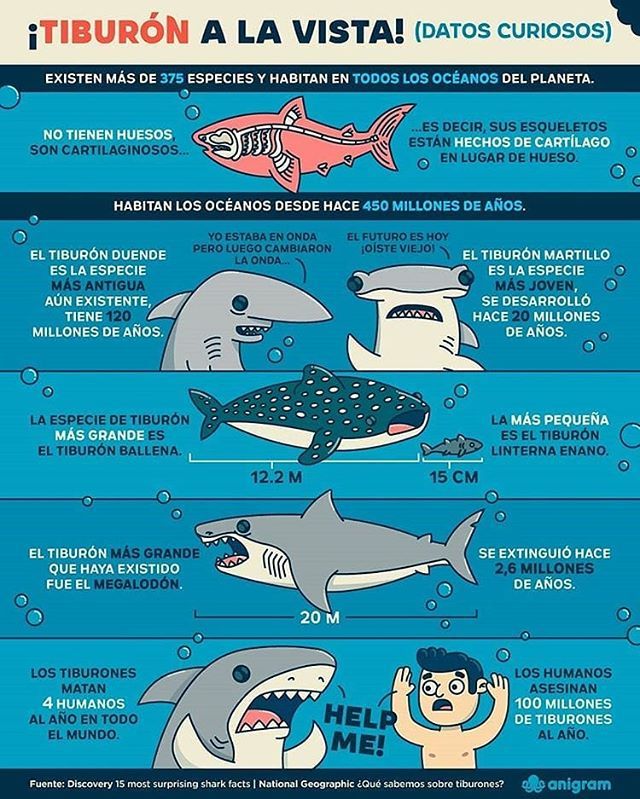 ¡TIBURÓN A LA VISTA! (DATOS CURIOSOS)
EXISTEN MÁS DE 375 ESPECIES Y HABITAN EN TODOS LOS OCÉANOS DEL PLANETA.
NO TIENEN HUESOS,
SON CARTILAGINOSOS...
...ES DECIR, SUS ESQUELETOS
ESTÁN HECHOS DE CARTÍLAGO
EN LUGAR DE HUESO.
HABITAN LOS OCÉANOS DESDE HACE 450 MILLONES DE AÑOS.
EL TIBURÓN DUENDE
ES LA ESPECIE
MÁS ANTIGUA
AÚN EXISTENTE,
TIENE 120
MILLONES DE AÑOS.
YO ESTABA EN ONDA
PERO LUEGO CAMBIARON
LA ONDA...
EL FUTURO ES HOY
¡OÍSTE VIEJO!
EL TIBURÓN MARTILLO
ES LA ESPECIE
MÁS JOVEN,
SE DESARROLLÓ
HACE 20 MILLONES
DE AÑOS.
LA ESPECIE DE TIBURÓN
MÁS GRANDE ES
EL TIBURÓN BALLENA.
12.2 M
15 CM
LA MÁS PEQUEÑA
ES EL TIBURÓN
LINTERNA ENANO.
EL TIBURÓN MÁS GRANDE
QUE HAYA EXISTIDO
FUE EL MEGALODÓN.
20 M
SE EXTINGUIÓ HACE
2,6 MILLONES
DE AÑOS.
LOS TIBURONES
MATAN
4 HUMANOS
AL AÑO EN TODO
EL MUNDO.
HELP
ME!
LOS HUMANOS
ASESINAN
100 MILLONES
DE TIBURONES
AL AÑO.
Fuente: Discovery 15 most surprising shark facts | National Geographic ¿Qué sabemos sobre tiburones?
anigram